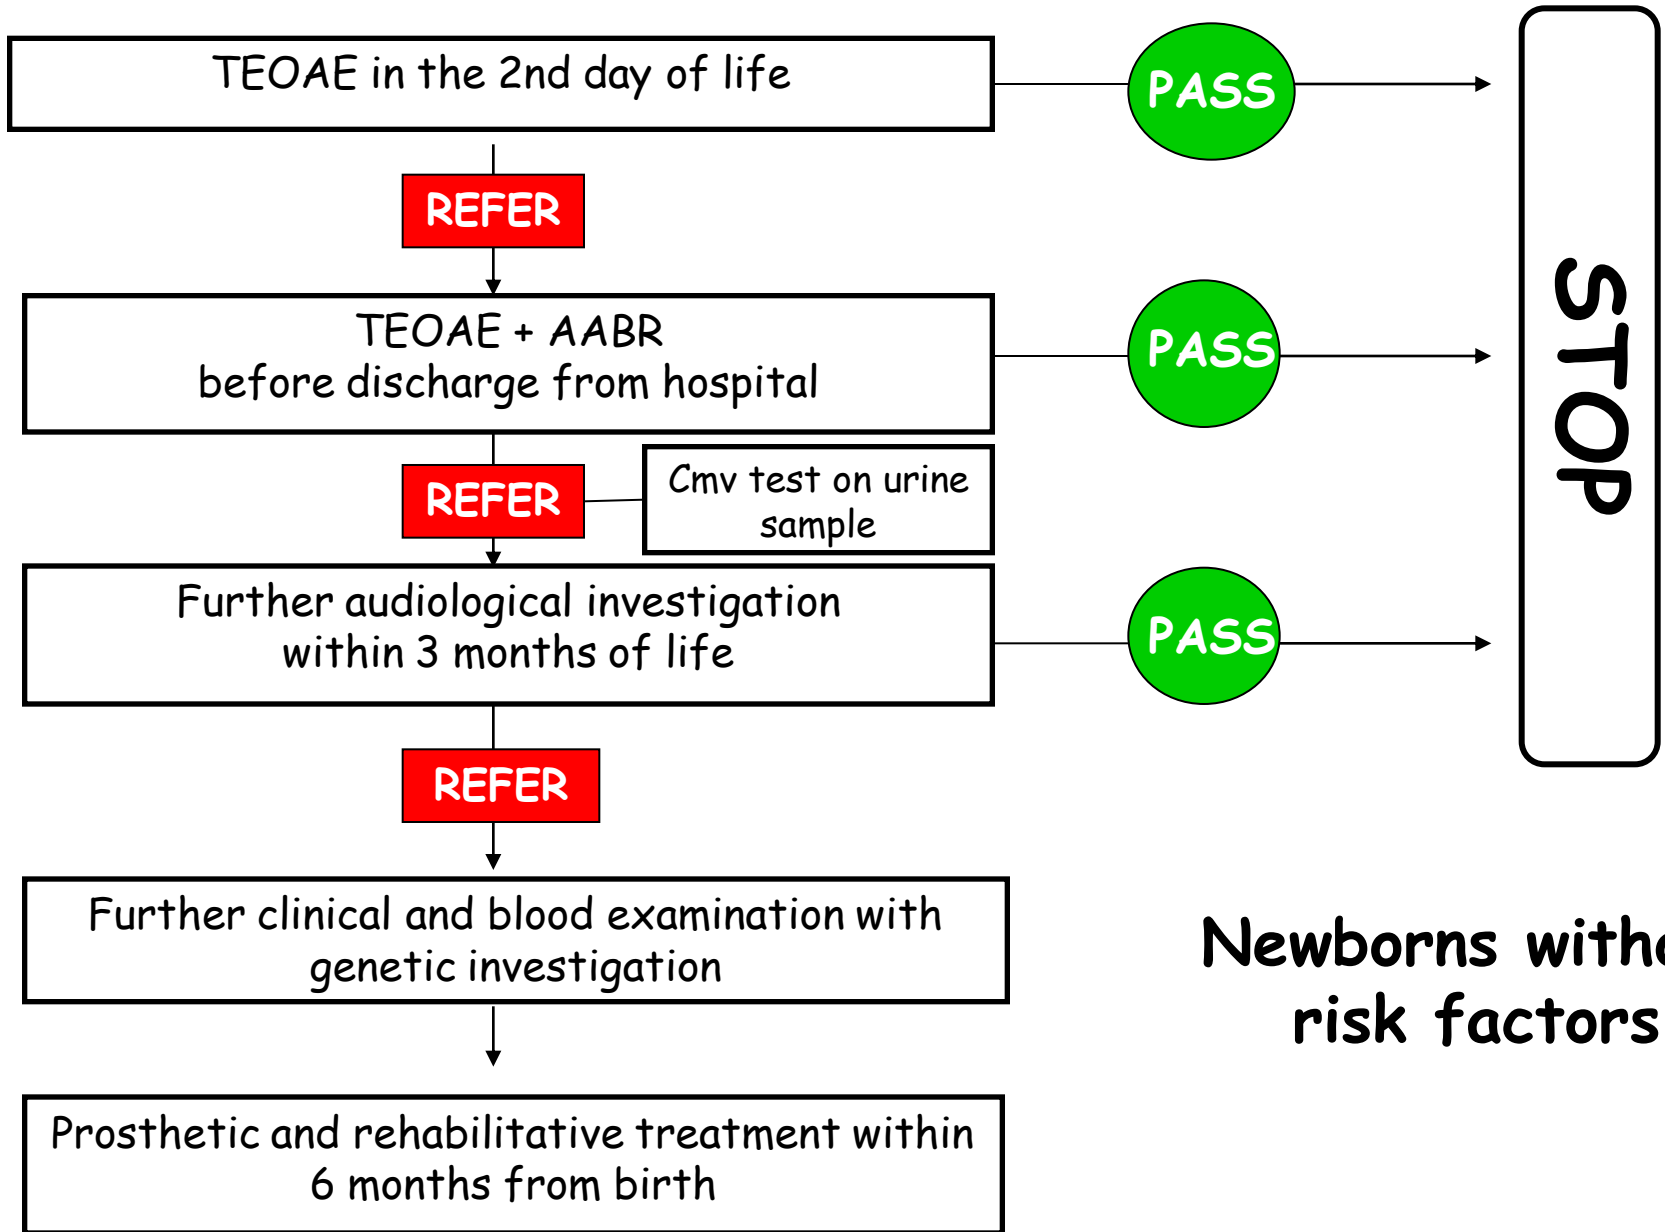 TEOAE in the 2nd day of life
PASS
REFER
TEOAE + AABR
before discharge from hospital
PASS
REFER
Cmv test on urine
sample
Further audiological investigation
within 3 months of life
PASS
STOP
REFER
Further clinical and blood examination with
genetic investigation
Newborns
risk factors
Prosthetic and rehabilitative treatment within
6 months from birth